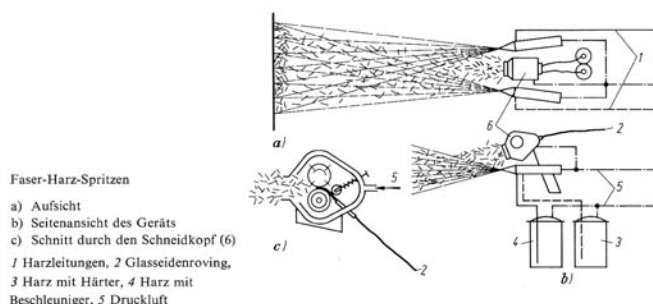 1
a)
6
2
5
5
c)
2
4
3
b)
Faser-Harz-Spritzen
a) Aufsicht
b) Seitenansicht des Geräts
c) Schnitt durch den Schneidkopf (6)
1 Harzleitungen, 2 Glasseidenroving,
3 Harz mit Härter, 4 Harz mit
Beschleuniger, 5 Druckluft